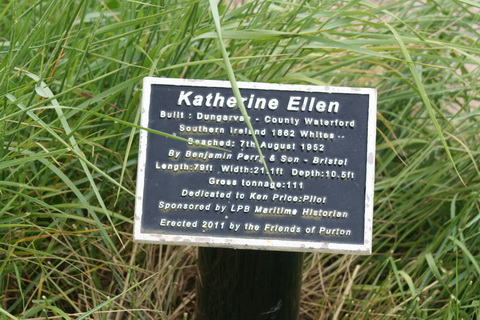 Katherine Ellen
Built : Dungarvan - County Waterford
Southern Ireland 1862 Whites
Beached: 7th August 1952
By Benjamin Perry & Son - Bristol
Length:79ft Width:21.1ft Depth:10.5ft
Gross tonnage:111
Dedicated to Ken Price:Pilot
Sponsored by LPB Maritime Historian
Erected 2011 by the Friends of Purton